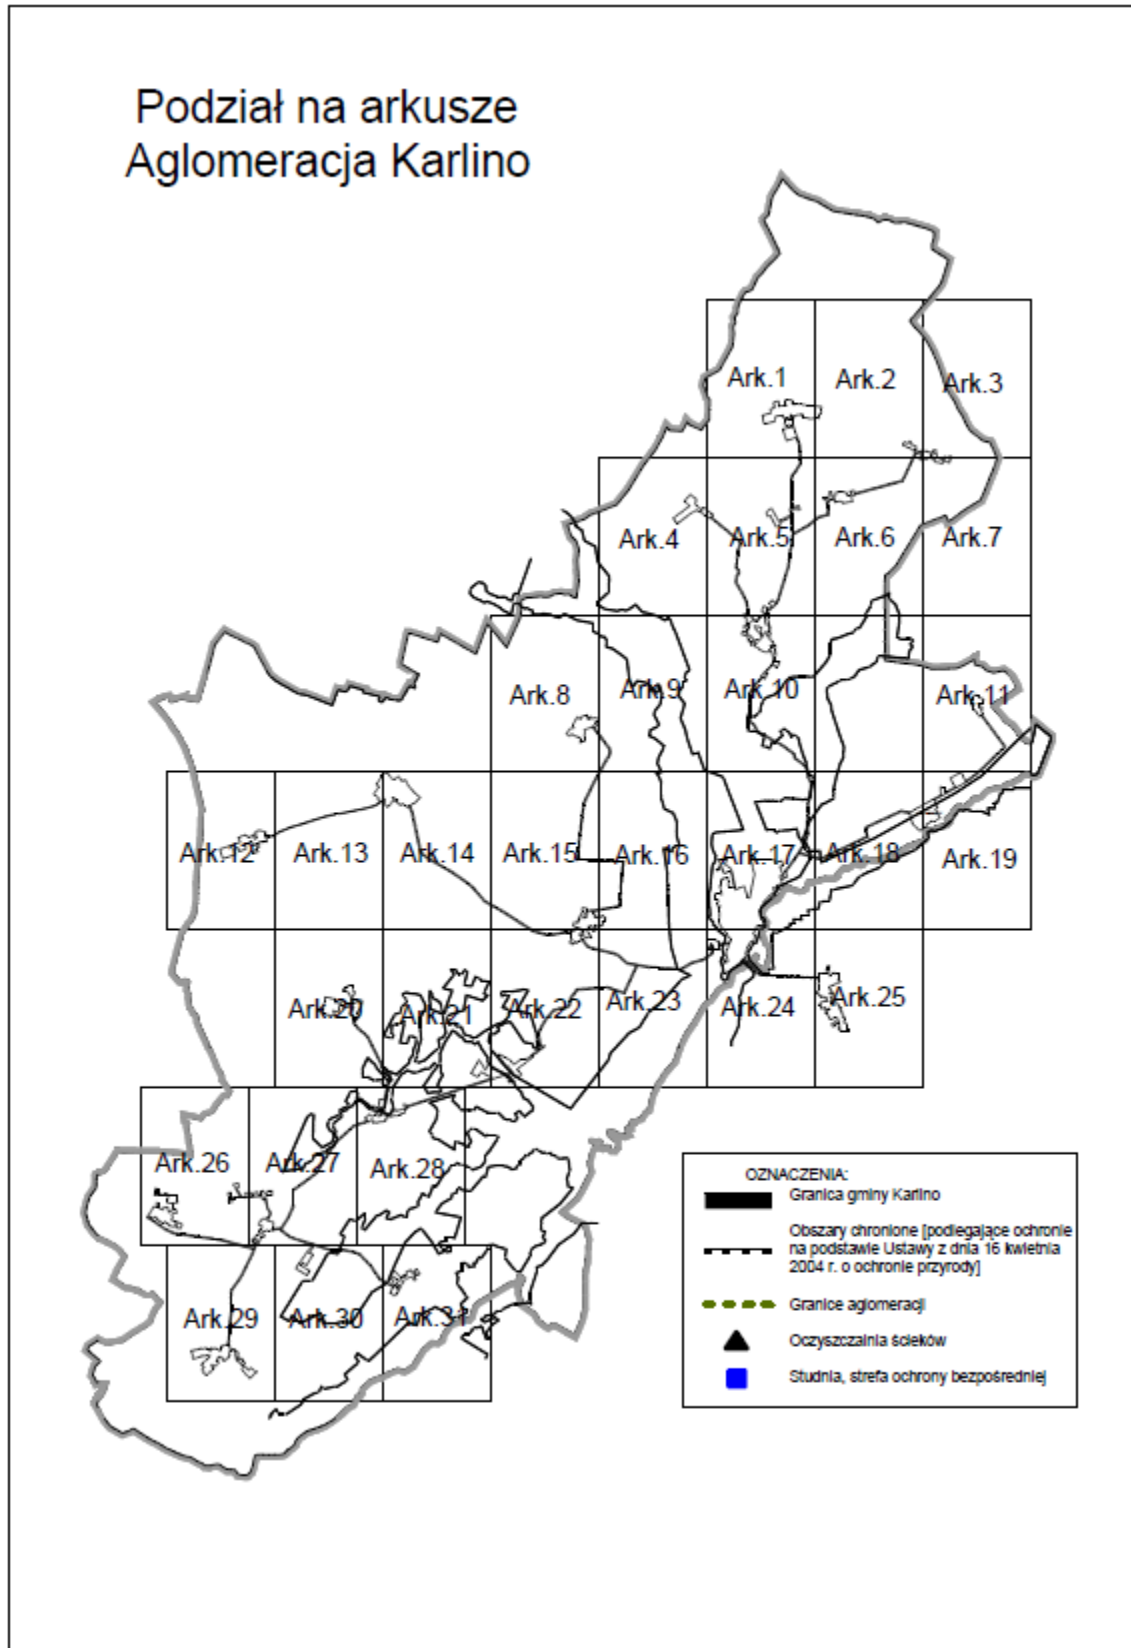 Podział na arkusze
Aglomeracja Karlino
Ark.1
Ark.2
Ark.3
Ark.4
Ark.5
Ark.6
Ark.7
Ark.8
Ark.9
Ark.10
Ark.11
Ark.12
Ark.13
Ark.14
Ark.15
Ark.16
Ark.17
Ark.18
Ark.19
Ark.20
Ark.21
Ark.22
Ark.23
Ark.24
Ark.25
Ark.26
Ark.27
Ark.28
Ark.29
Ark.30
Ark.31
OZNACZENIA:
Granica gminy Karlino
Obszary chronione [podlegające ochronie
na podstawie Ustawy z dnia 16 kwietnia
2004 r. o ochronie przyrody]
Granice aglomeracji
Oczyszczalnia ścieków
Studnia, strefa ochrony bezpośredniej